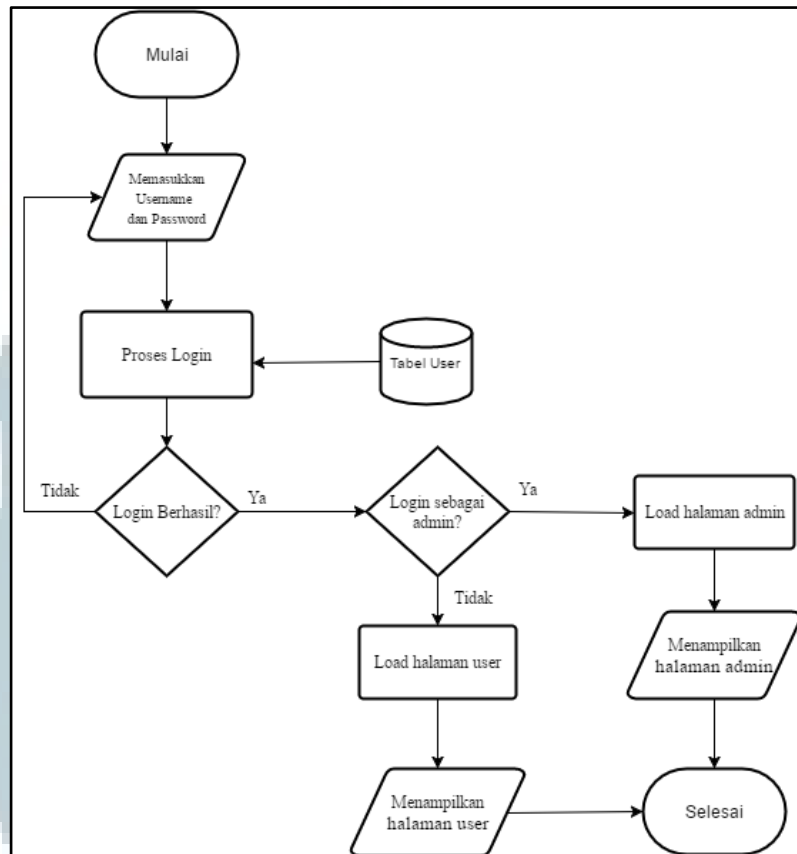 Mulai
Memasukkan
Username
dan Password
Proses Login
Tabel User
Login Berhasil?
Tidak
Ya
Login sebagai
admin?
Ya
Load halaman admin
Tidak
Load halaman user
Menampilkan
halaman admin
Menampilkan
halaman user
Selesai